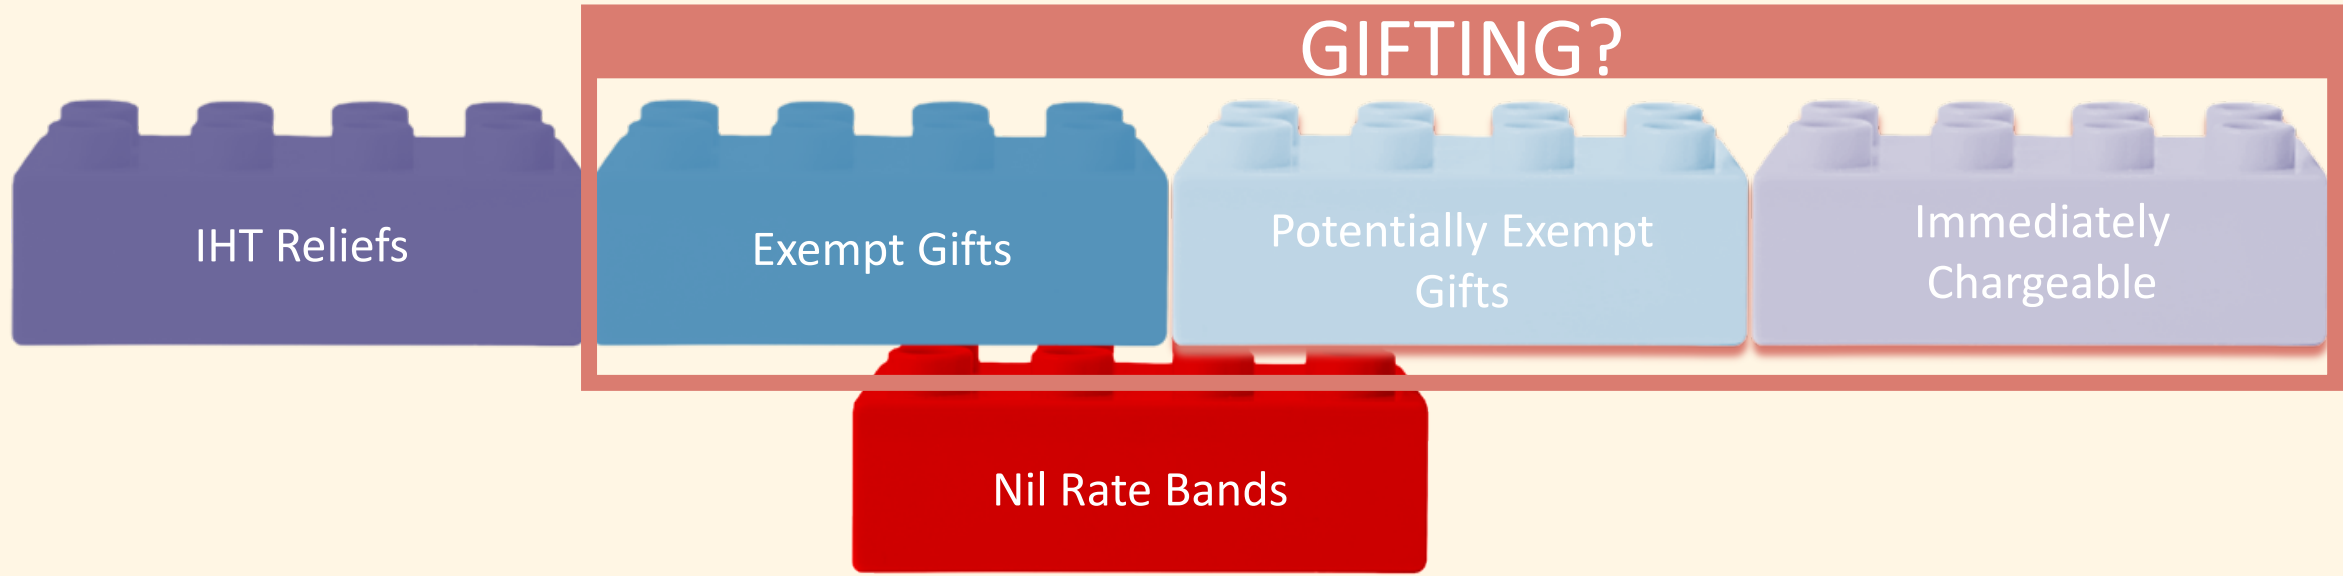 GIFTING?
IHT Reliefs
Exempt Gifts
Potentially Exempt
Gifts
Immediately
Chargeable
Nil Rate Bands